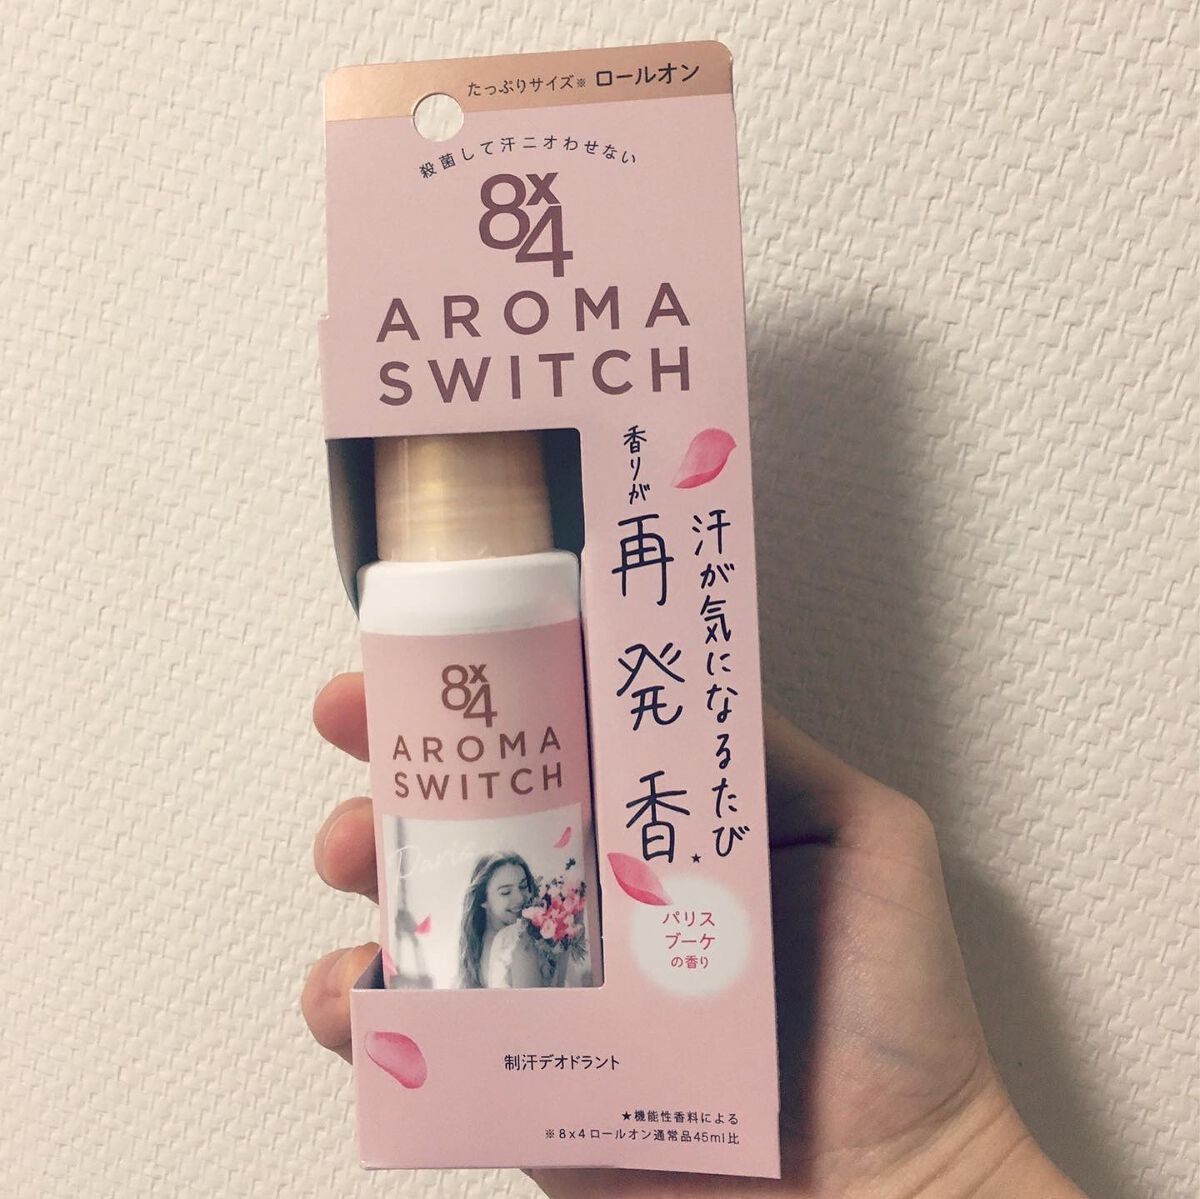 たっぷりサイズ※ ロールオン
殺菌して汗ニオわせない
8x4
AROMA
SWITCH
汗が気になるたび
香りが
再発香★
8x4
AROMA
SWITCH
パリス
ブーケ
の香り
制汗デオドラント
★機能性香料による
※8x4ロールオン通常品45ml比